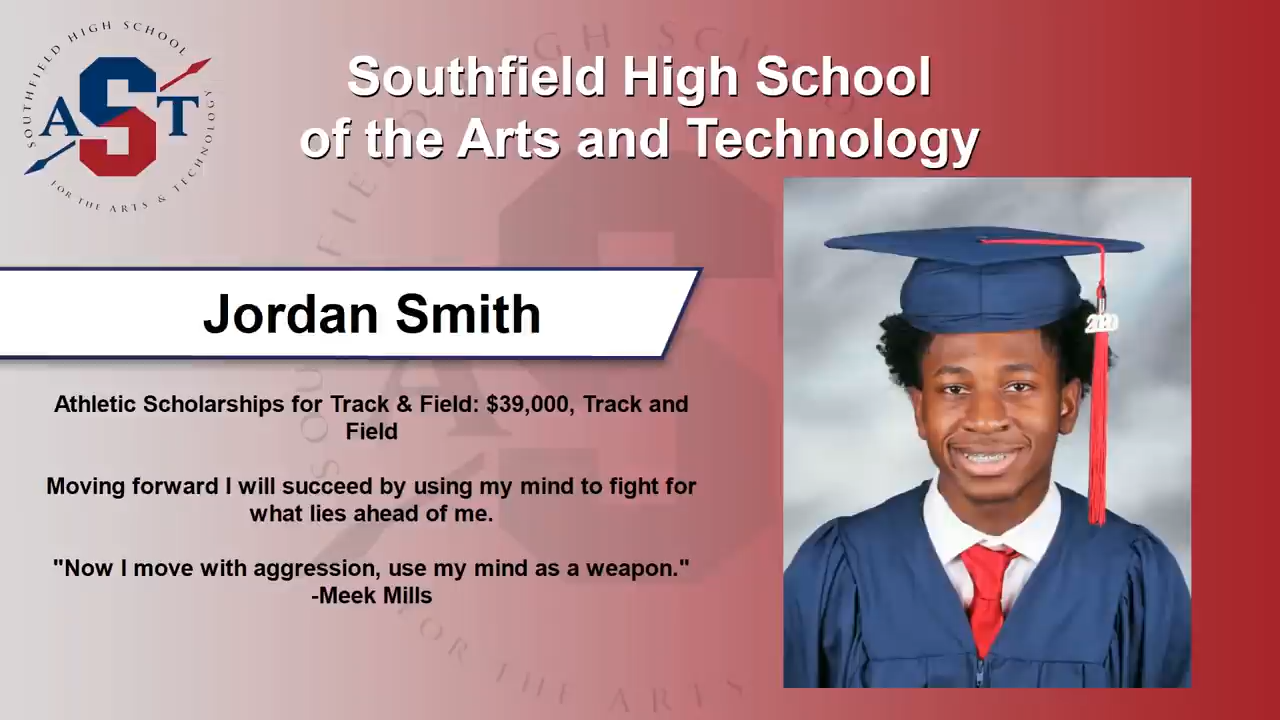 SOUTHFIELD HIGH SCHOOL
AST
FOR THE ARTS & TECHNOLOGY
Southfield High School
of the Arts and Technology
Jordan Smith
Athletic Scholarships for Track & Field: $39,000, Track and
Field
Moving forward I will succeed by using my mind to fight for
what lies ahead of me.
"Now I move with aggression, use my mind as a weapon."
-Meek Mills
2020